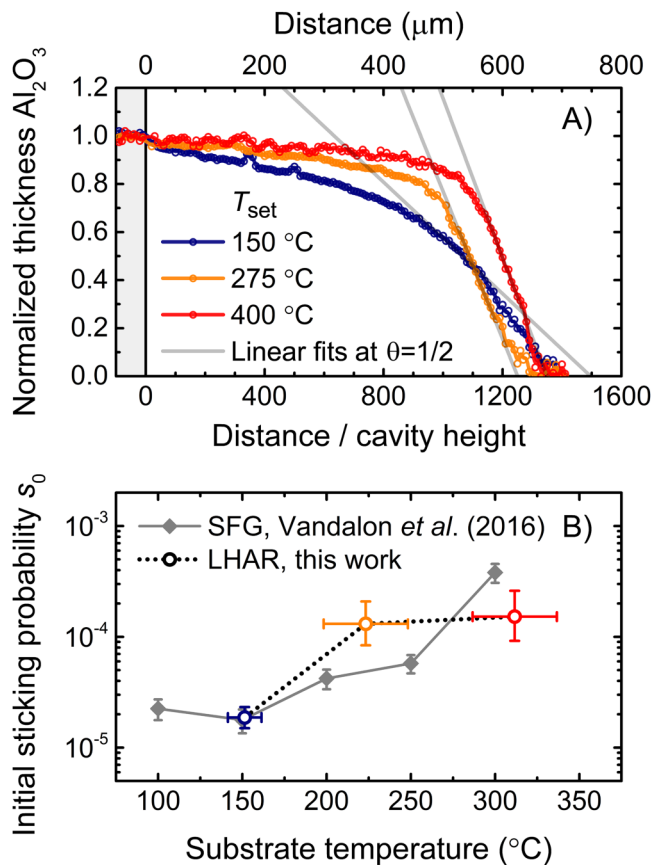 Distance (μm)
0 200 400 600 800
Normalized thickness Al₂O₃
1.2
1.0
0.8
0.6
0.4
0.2
0.0
A)
T_set
150 °C
275 °C
400 °C
Linear fits at θ=1/2
0 400 800 1200 1600
Distance / cavity height
Initial sticking probability s₀
10⁻³
10⁻⁴
10⁻⁵
SFG, Vandalon et al. (2016)
B)
LHAR, this work
100 150 200 250 300 350
Substrate temperature (°C)